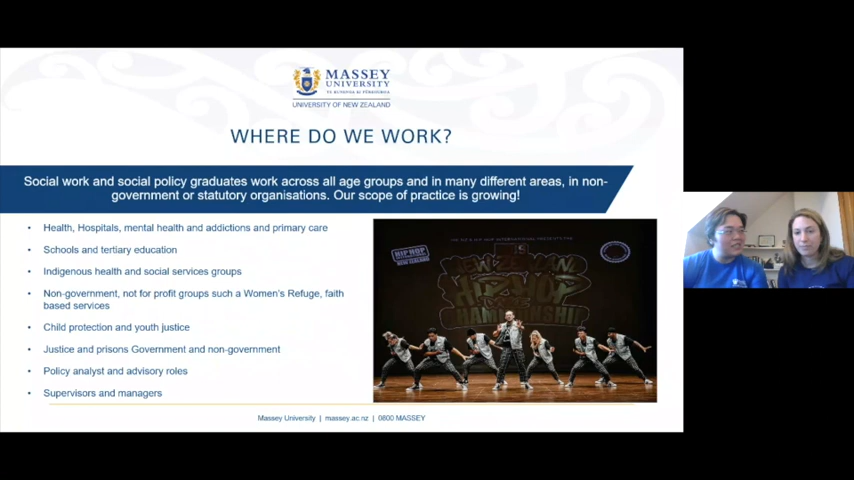 MASSEY
UNIVERSITY
TE KUNENGA KI PŪREHUROA
UNIVERSITY OF NEW ZEALAND
WHERE DO WE WORK?
Social work and social policy graduates work across all age groups and in many different areas, in non-
government or statutory organisations. Our scope of practice is growing!
• Health, Hospitals, mental health and addictions and primary care
• Schools and tertiary education
• Indigenous health and social services groups
• Non-government, not for profit groups such a Women's Refuge, faith
based services
• Child protection and youth justice
• Justice and prisons Government and non-government
• Policy analyst and advisory roles
• Supervisors and managers
HIP HOP
NEW ZEALAND
NEW ZEALAND
HIP HOP
CHAMPIONSHIP
Massey University | massey.ac.nz | 0800 MASSEY